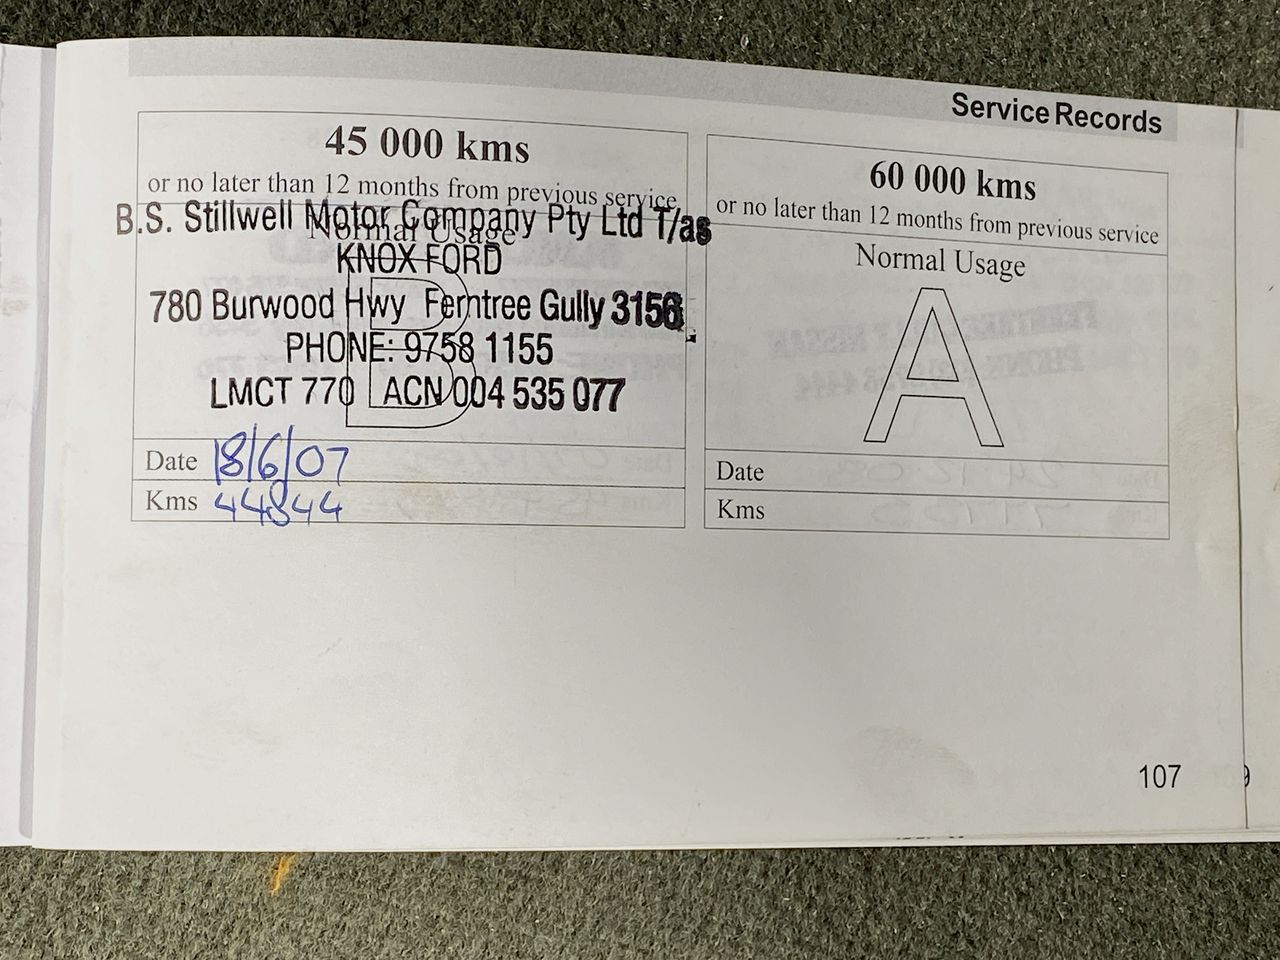 Service Records
45 000 kms
or no later than 12 months from previous service
Normal Usage
B
B.S. Stillwell Motor Company Pty Ltd T/as
KNOX FORD
780 Burwood Hwy Ferntree Gully 3156
PHONE: 9758 1155
LMCT 770 ACN 004 535 077
Date 18/6/07
Kms 44844
60 000 kms
or no later than 12 months from previous service
Normal Usage
A
Date
Kms
107
9